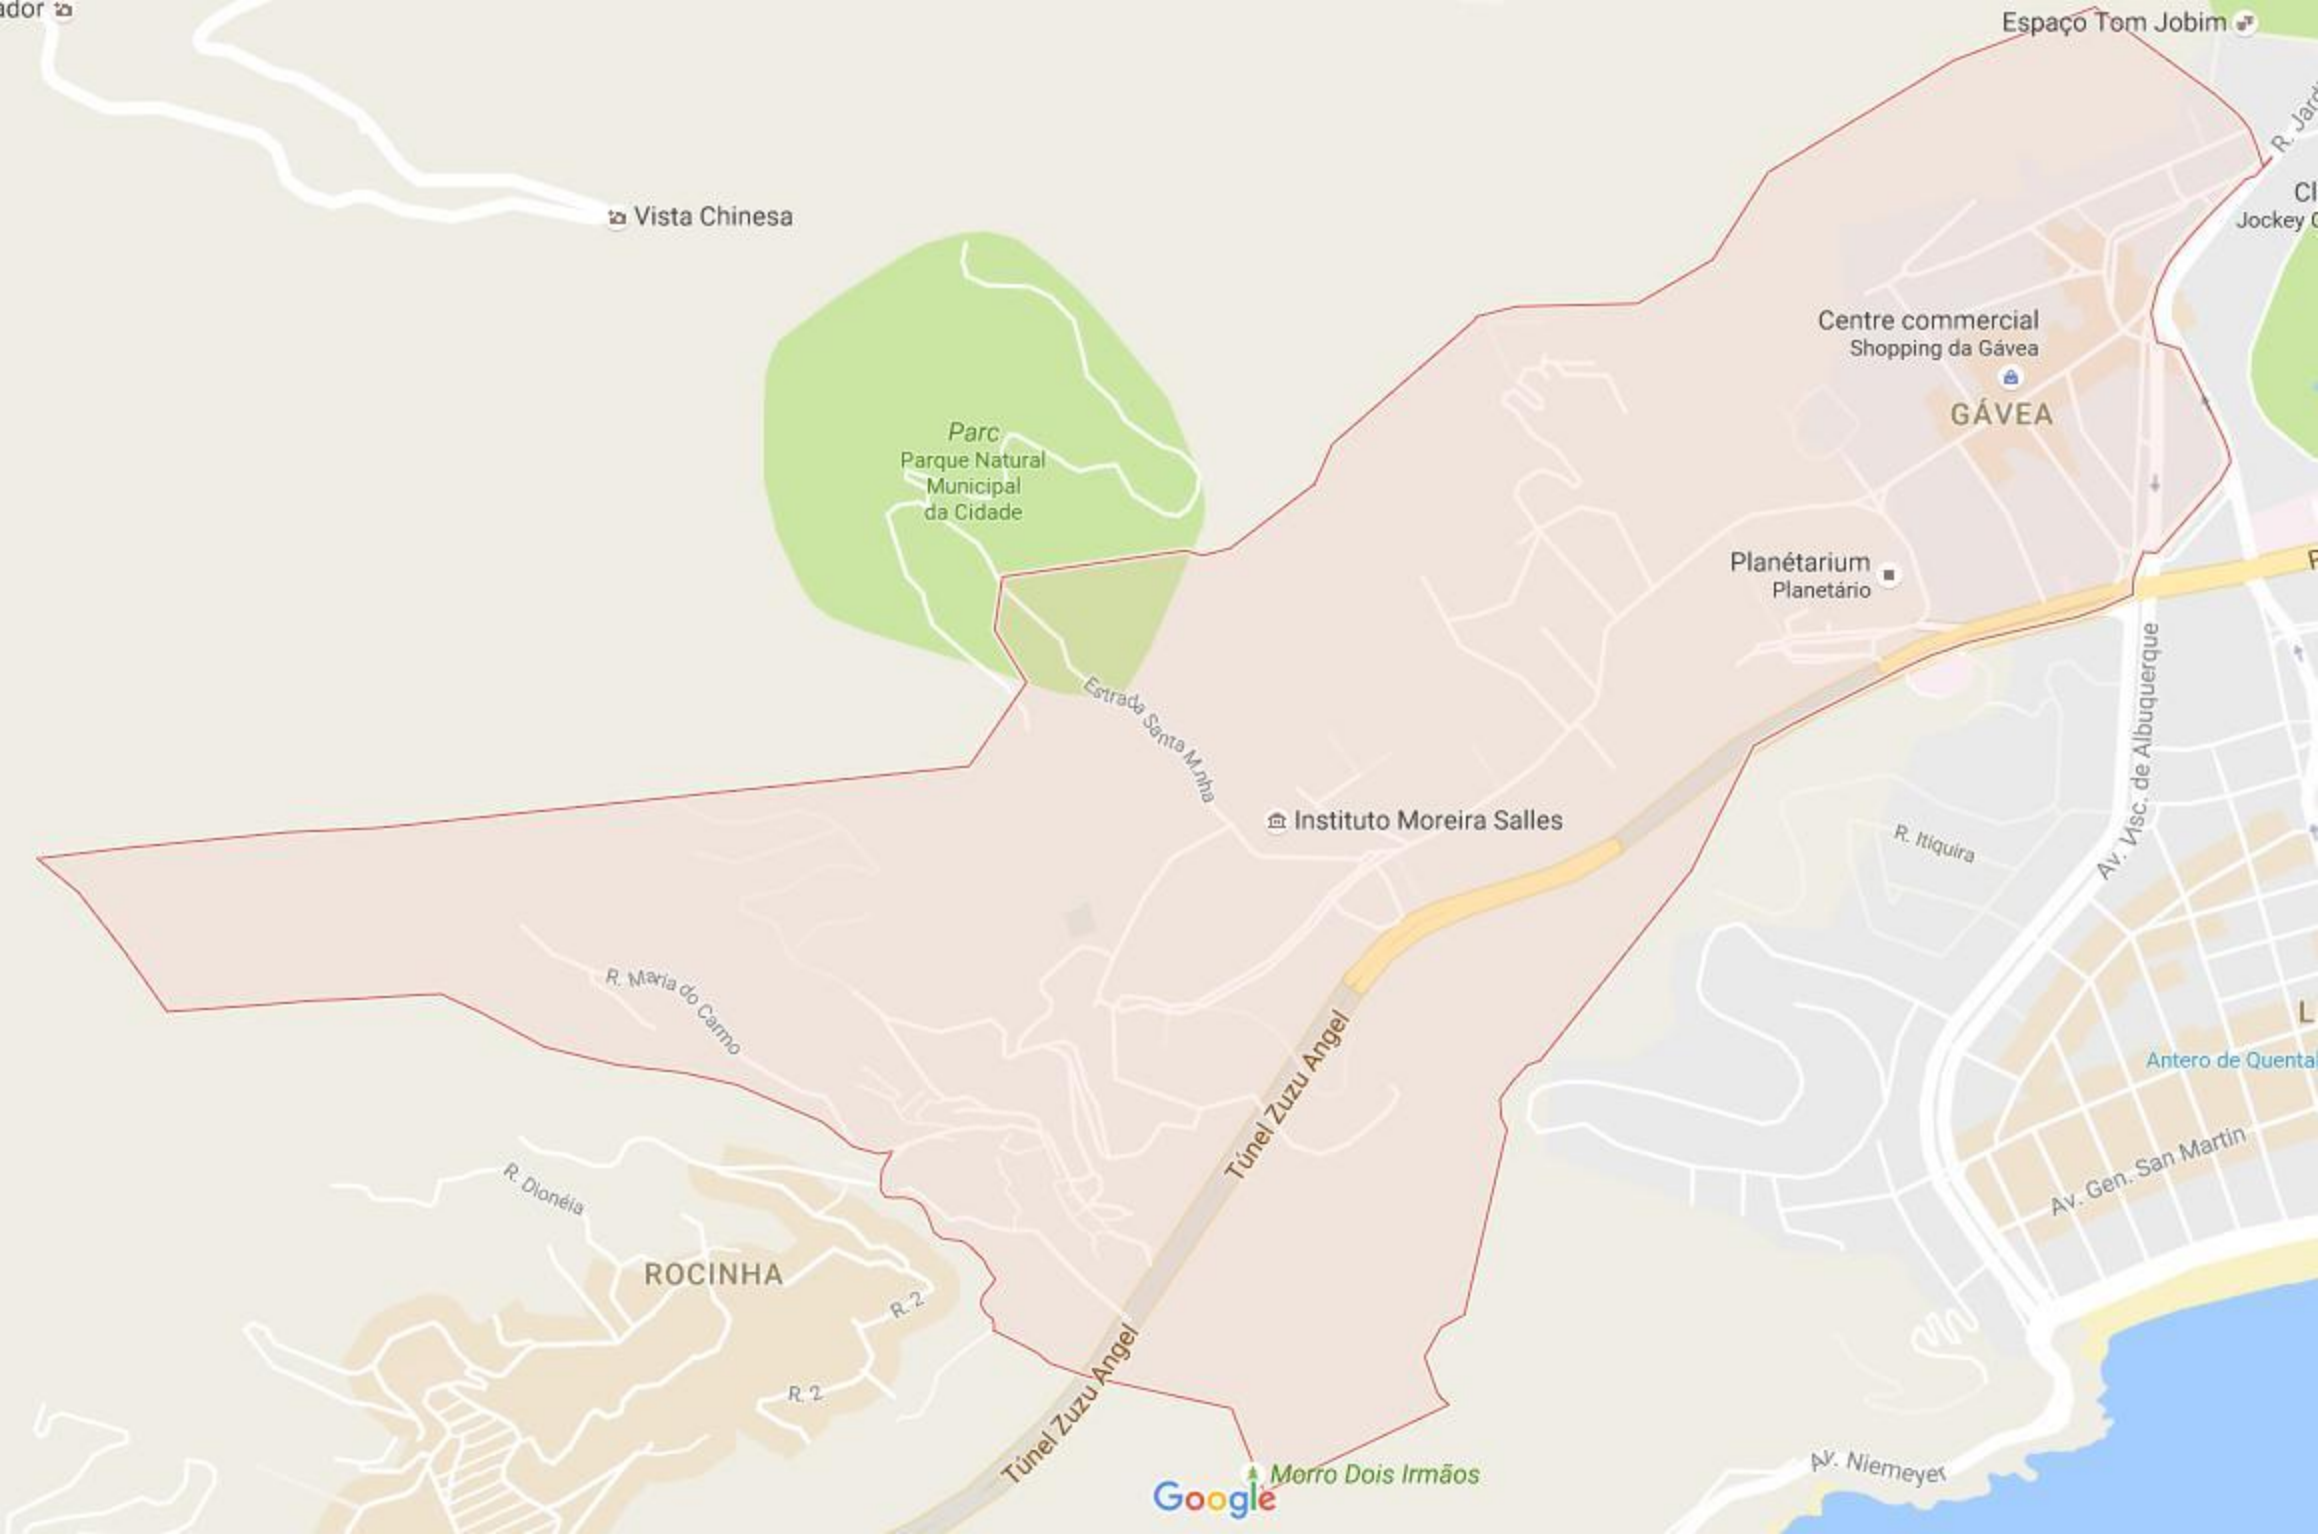 ador
Espaço Tom Jobim
R. Jardi
Vista Chinesa
Cl
Jockey C
Centre commercial
Shopping da Gávea
GÁVEA
Parc
Parque Natural
Municipal
da Cidade
Planétarium
Planetário
Estrada Santa Marinha
Av. Visc. de Albuquerque
Instituto Moreira Salles
R. Itiquira
R. Maria do Carmo
L
Túnel Zuzu Angel
Antero de Quental
Av. Gen. San Martin
R. Dionéia
ROCINHA
R. 2
R. 2
Túnel Zuzu Angel
Morro Dois Irmãos
Av. Niemeyer
Google